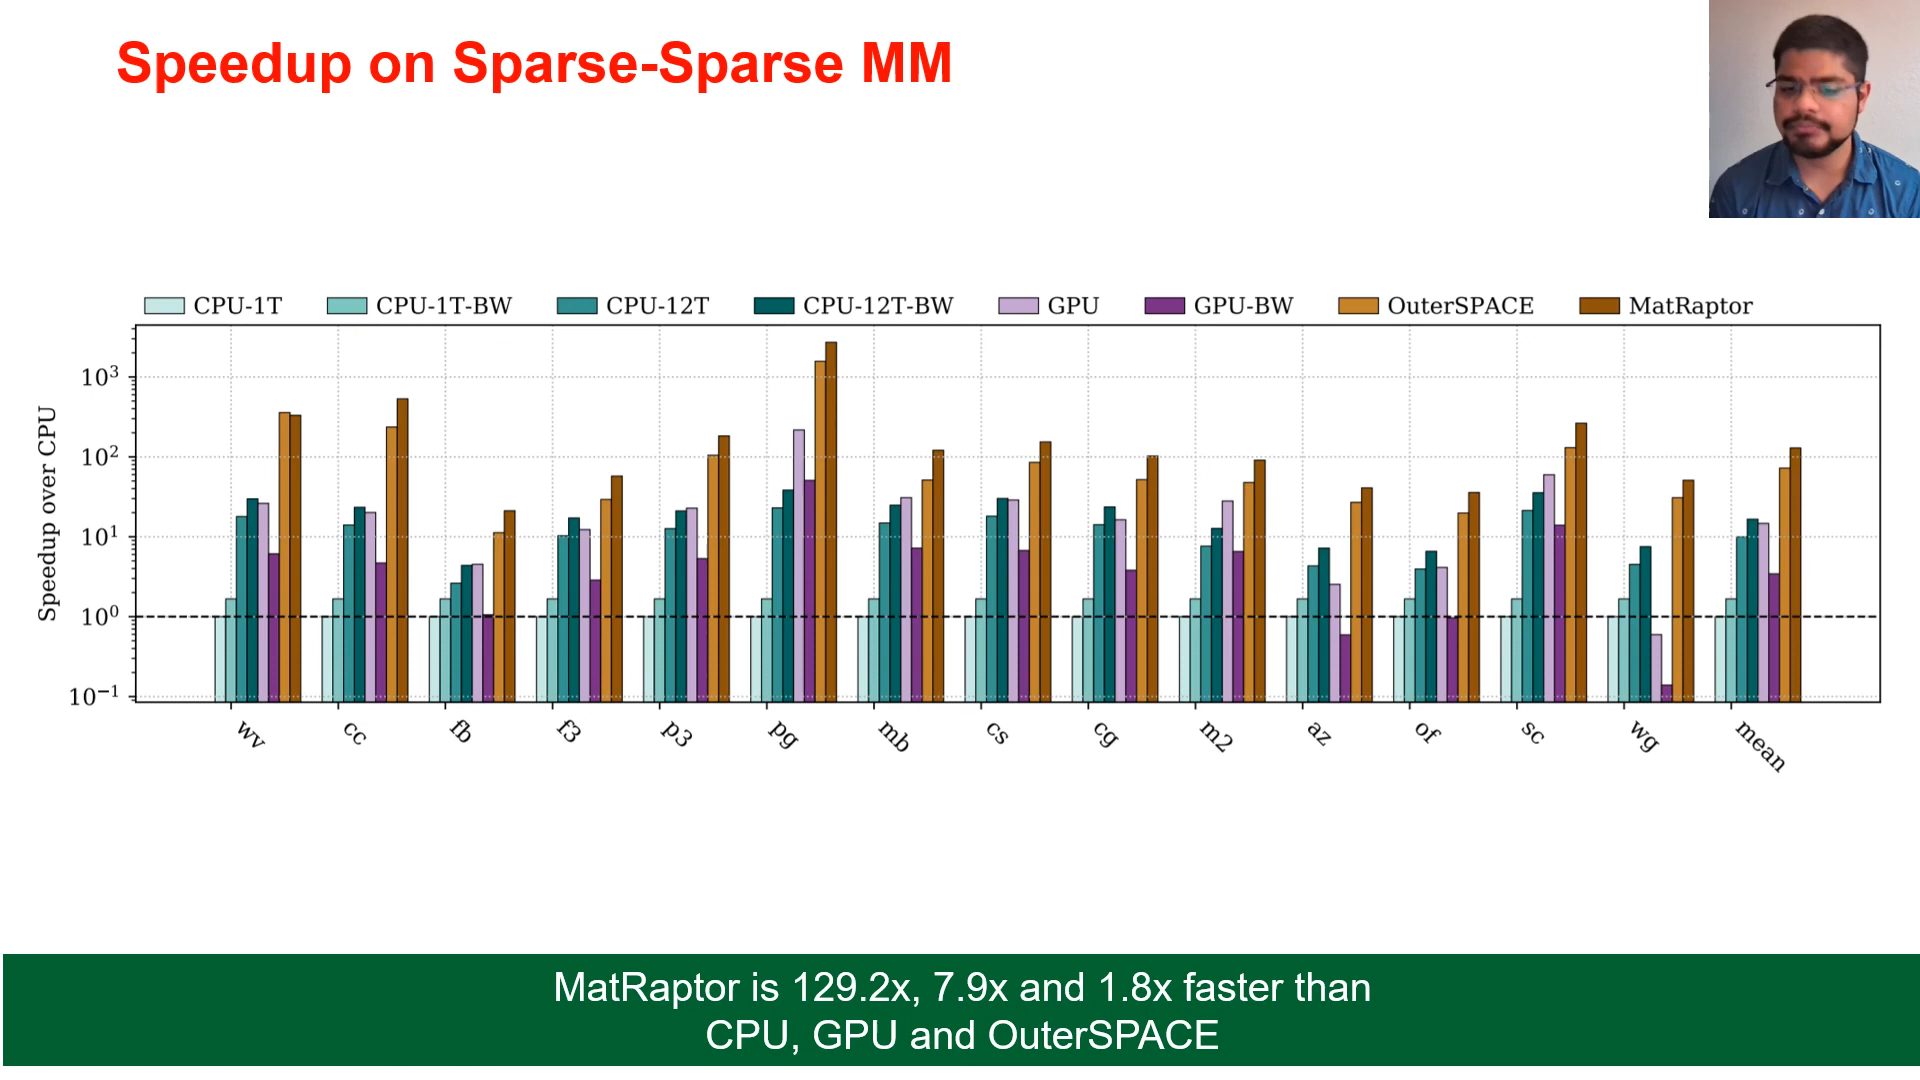 Speedup on Sparse-Sparse MM
CPU-1T CPU-1T-BW CPU-12T CPU-12T-BW GPU GPU-BW OuterSPACE MatRaptor
Speedup over CPU
10³
10²
10¹
10⁰
10⁻¹
wv cc fb f3 p3 pg mb cs cg m2 az of sc wg mean
MatRaptor is 129.2x, 7.9x and 1.8x faster than
CPU, GPU and OuterSPACE